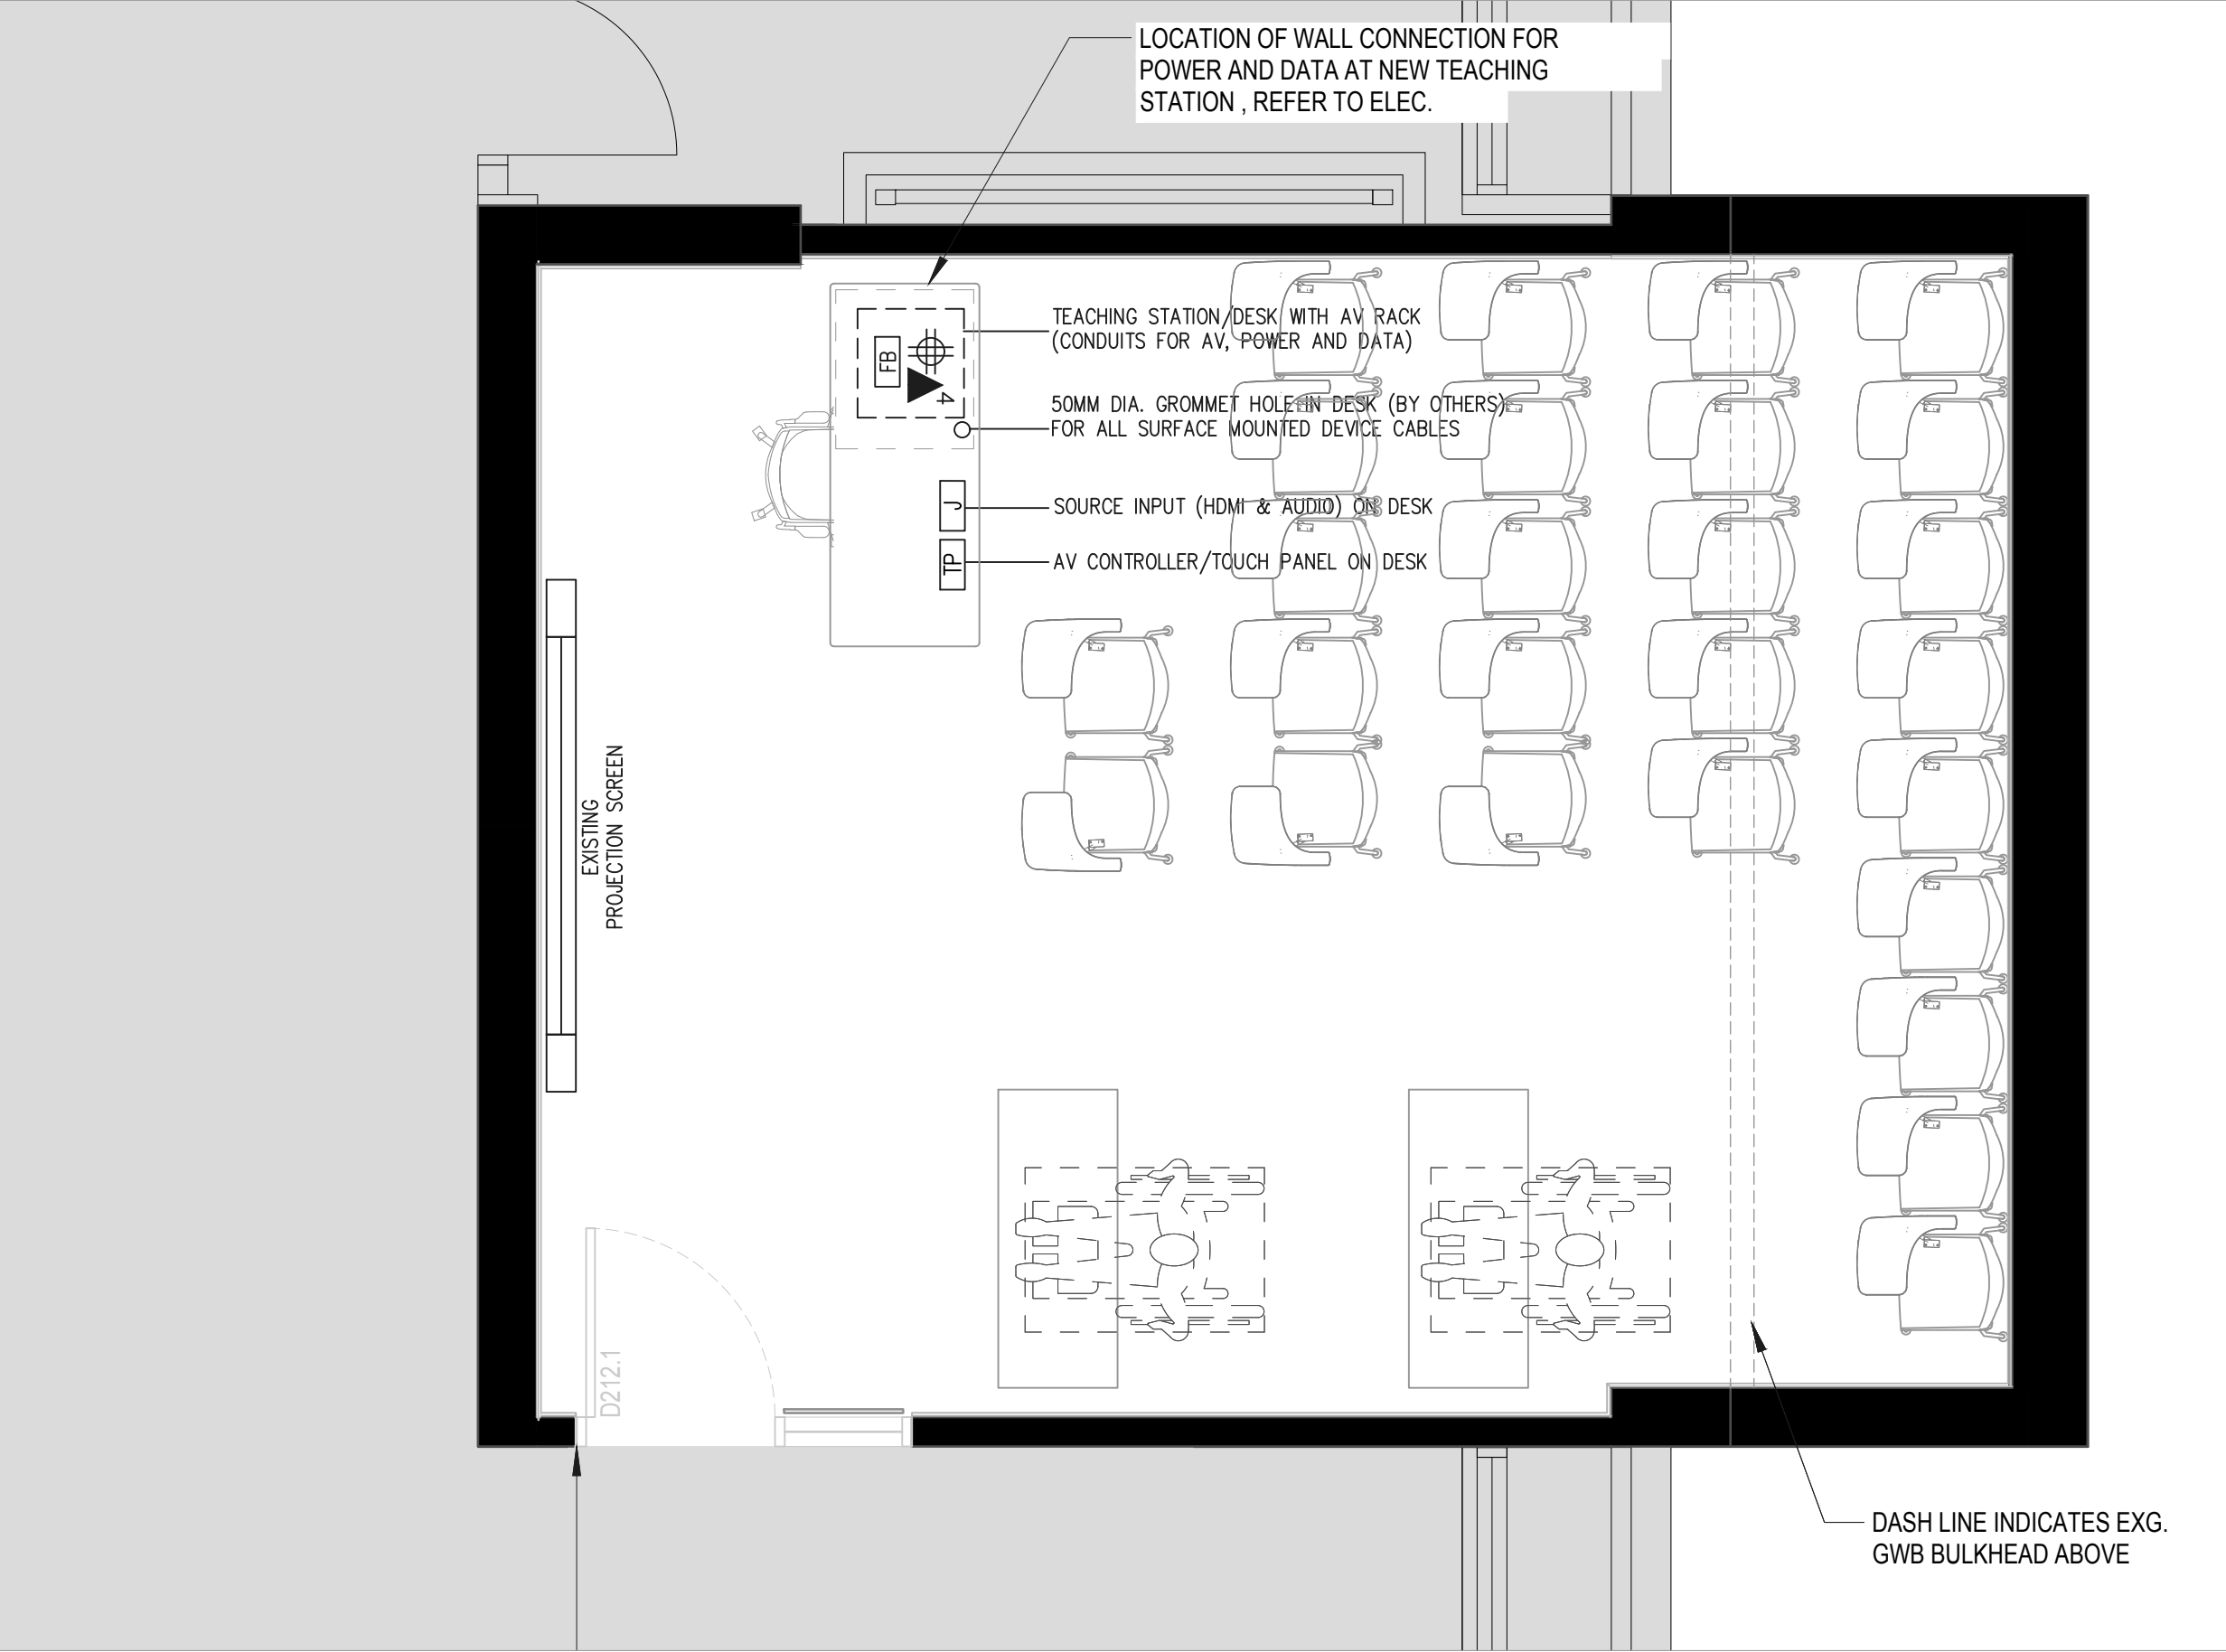 LOCATION OF WALL CONNECTION FOR
POWER AND DATA AT NEW TEACHING
STATION , REFER TO ELEC.
TEACHING STATION/DESK WITH AV RACK
(CONDUITS FOR AV, POWER AND DATA)
FB
4
50MM DIA. GROMMET HOLE IN DESK (BY OTHERS)
FOR ALL SURFACE MOUNTED DEVICE CABLES
J
SOURCE INPUT (HDMI & AUDIO) ON DESK
TP
AV CONTROLLER/TOUCH PANEL ON DESK
EXISTING
PROJECTION SCREEN
D212.1
DASH LINE INDICATES EXG.
GWB BULKHEAD ABOVE